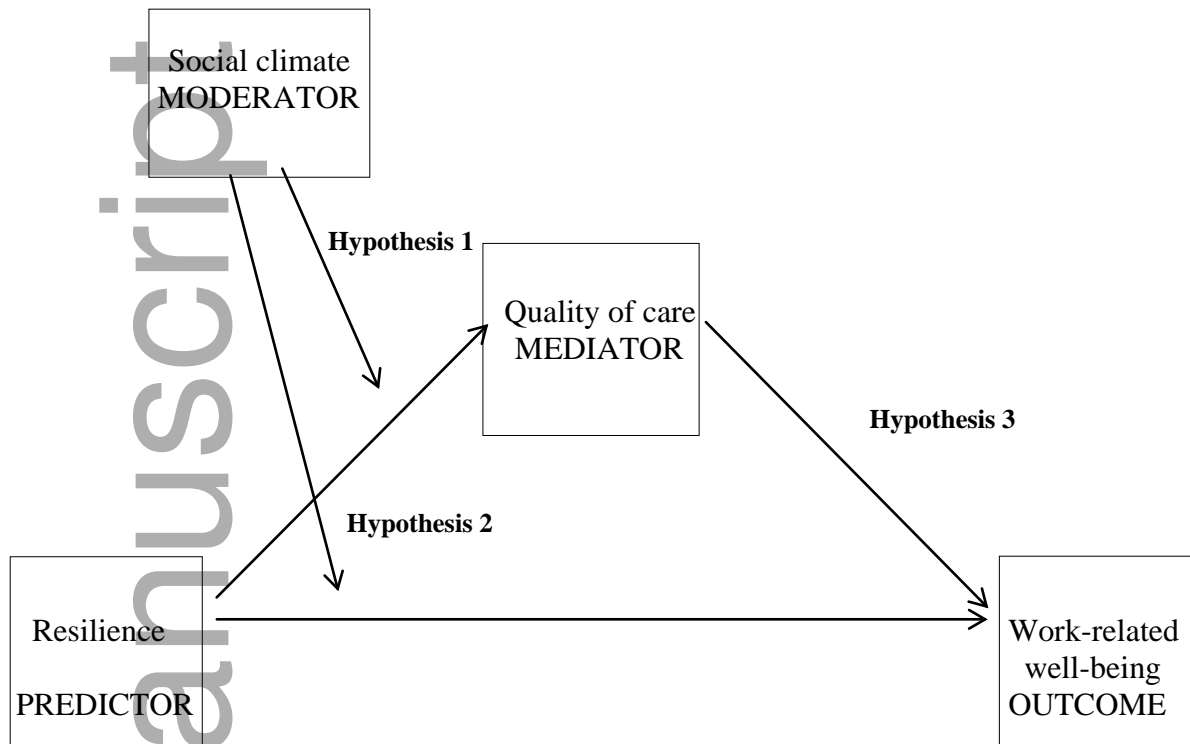 Social climate
MODERATOR
Hypothesis 1
Quality of care
MEDIATOR
Hypothesis 3
Hypothesis 2
Resilience
PREDICTOR
Work-related
well-being
OUTCOME
anuscript